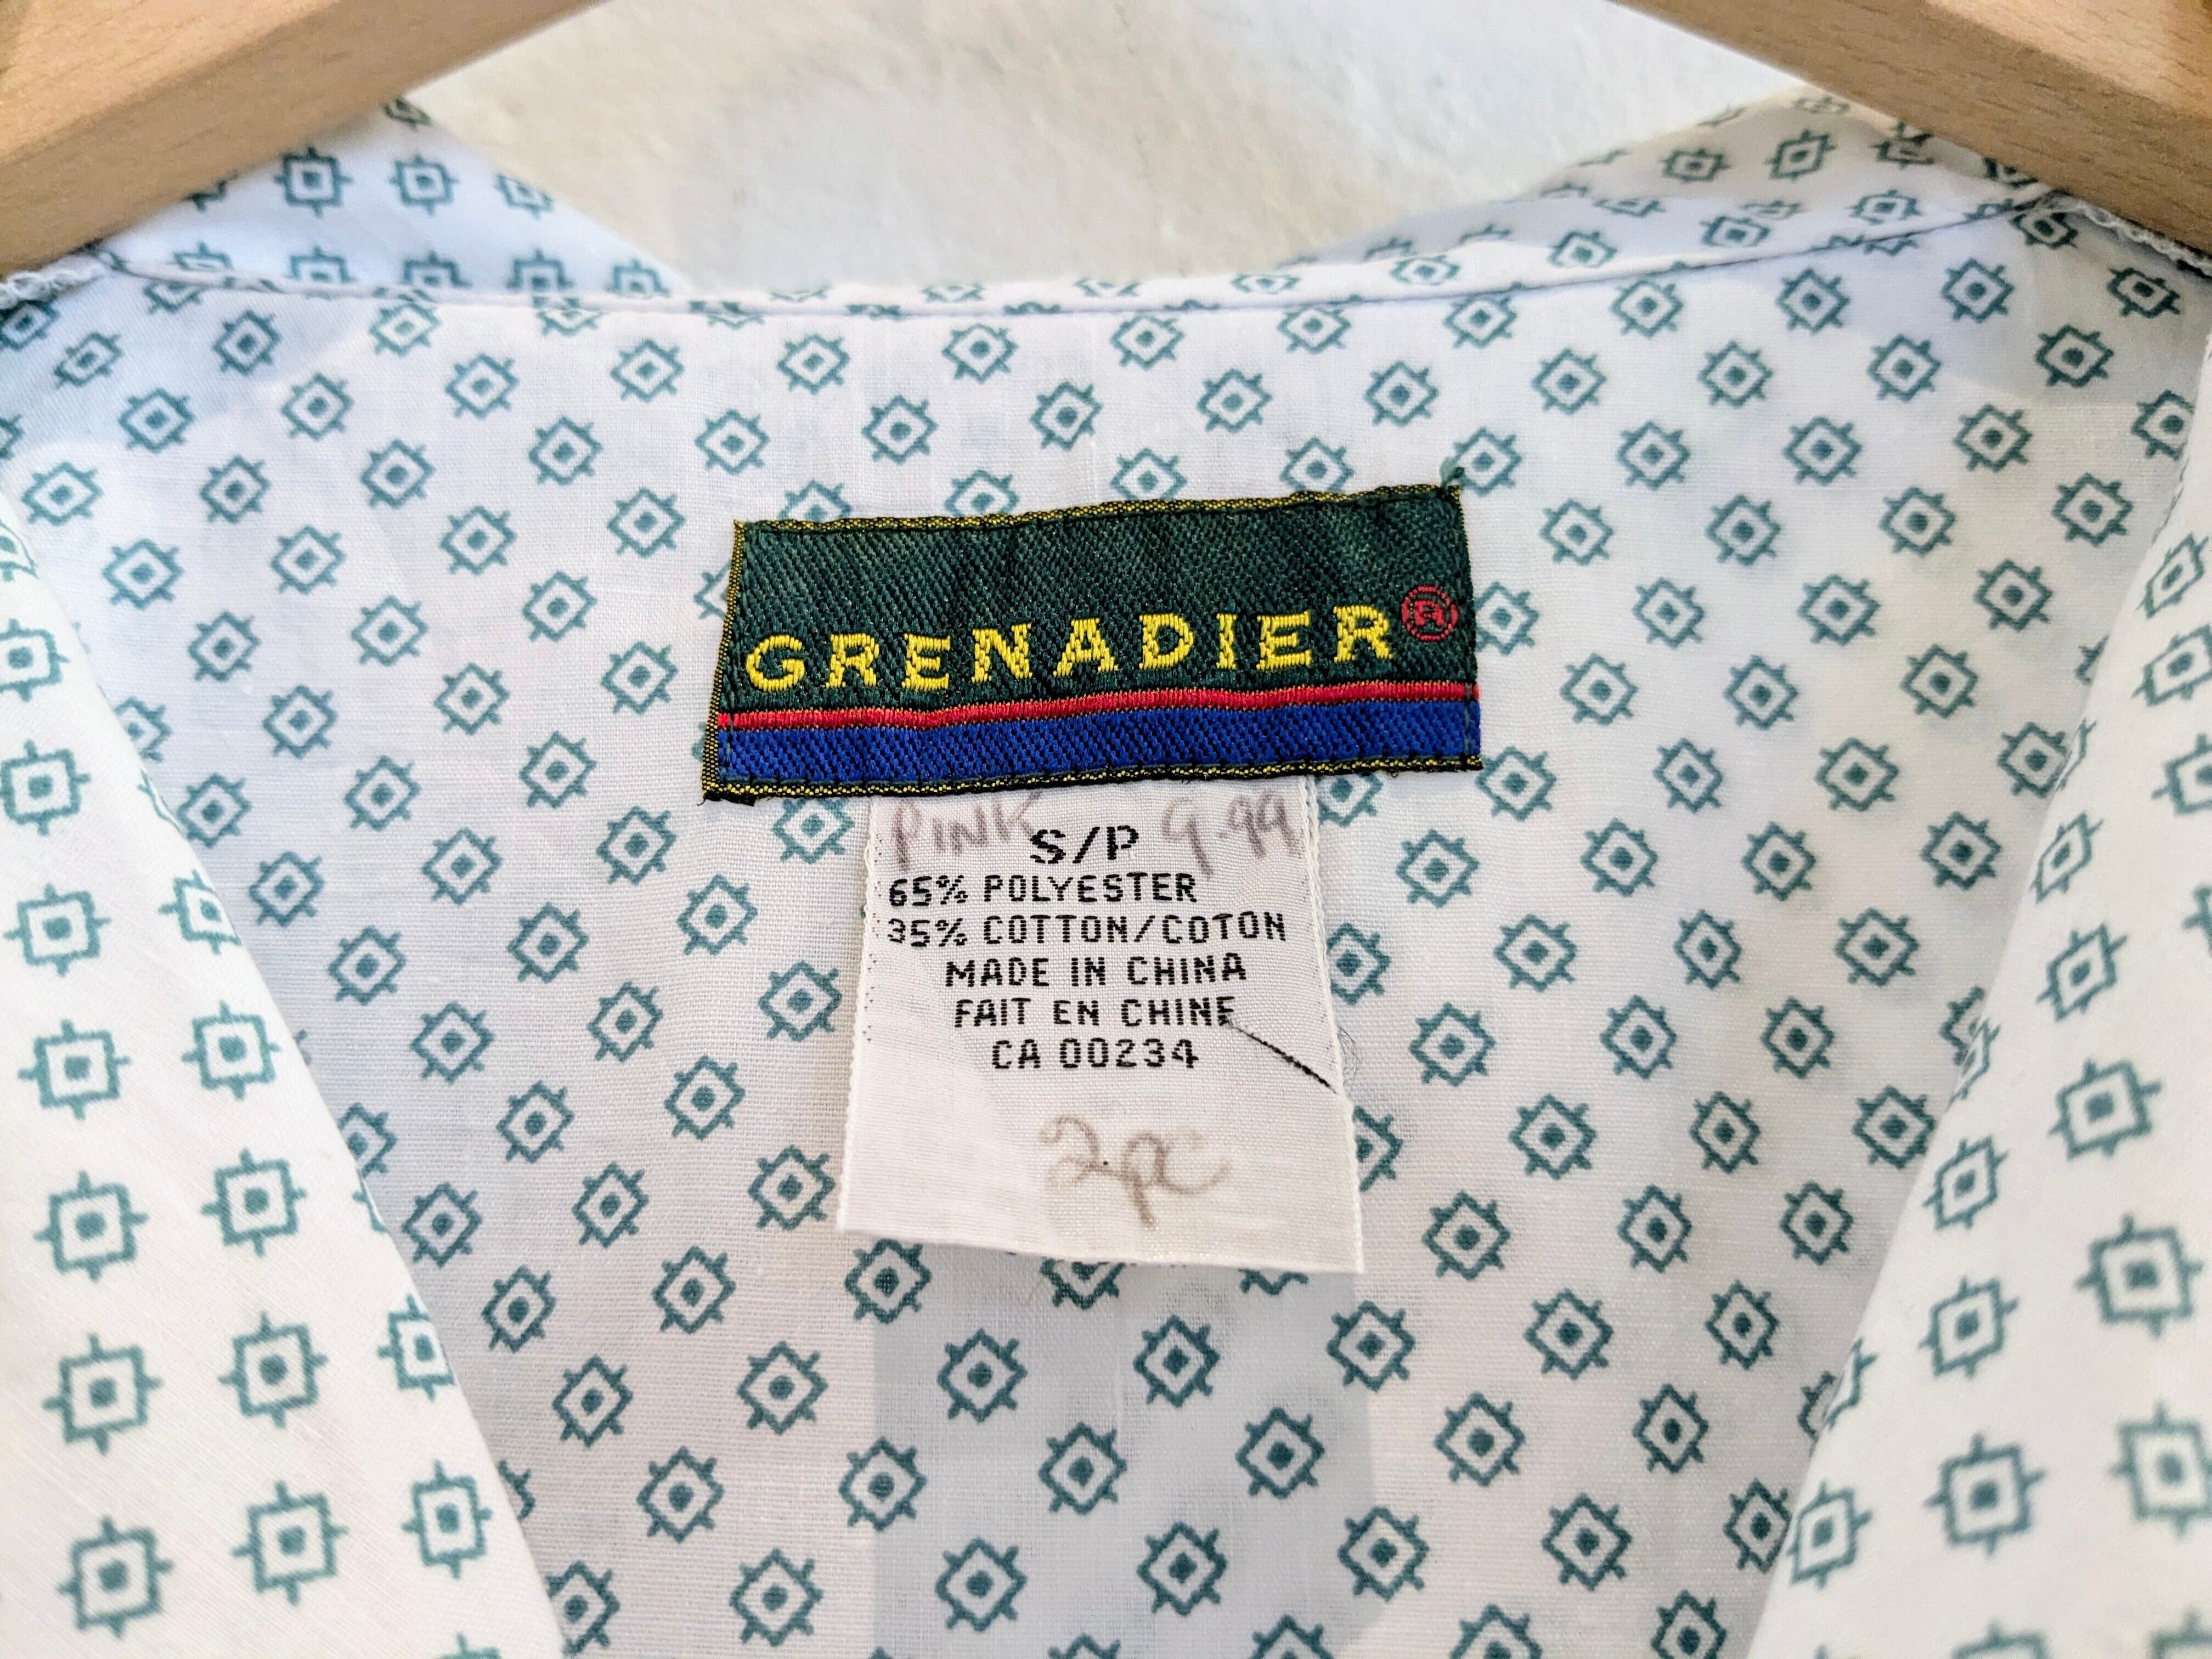 GRENADIER®
PINK S/P 9.99
65% POLYESTER
35% COTTON/COTON
MADE IN CHINA
FAIT EN CHINE
CA 00234
2pc